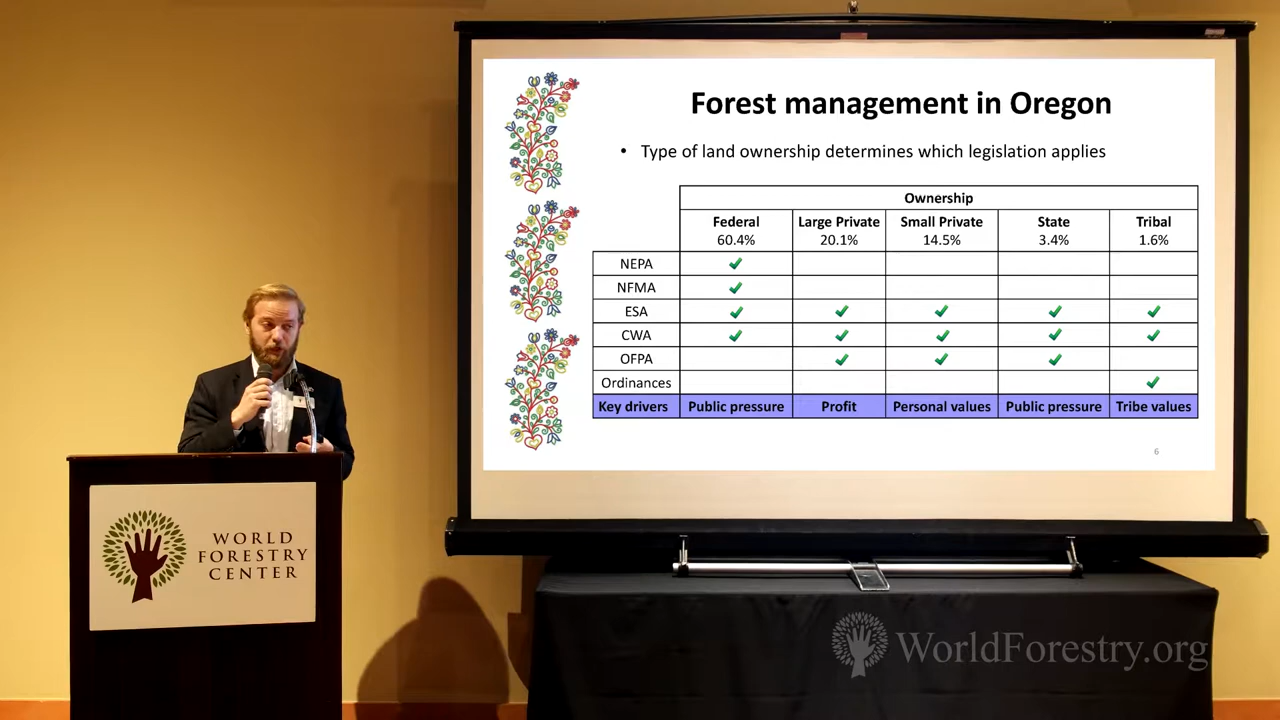 Forest management in Oregon
• Type of land ownership determines which legislation applies
Ownership
Federal Large Private Small Private State Tribal
60.4% 20.1% 14.5% 3.4% 1.6%
NEPA ✔
NFMA ✔
ESA ✔ ✔ ✔ ✔ ✔
CWA ✔ ✔ ✔ ✔ ✔
OFPA ✔ ✔ ✔
Ordinances ✔
Key drivers Public pressure Profit Personal values Public pressure Tribe values
6
WORLD
FORESTRY
CENTER
WorldForestry.org